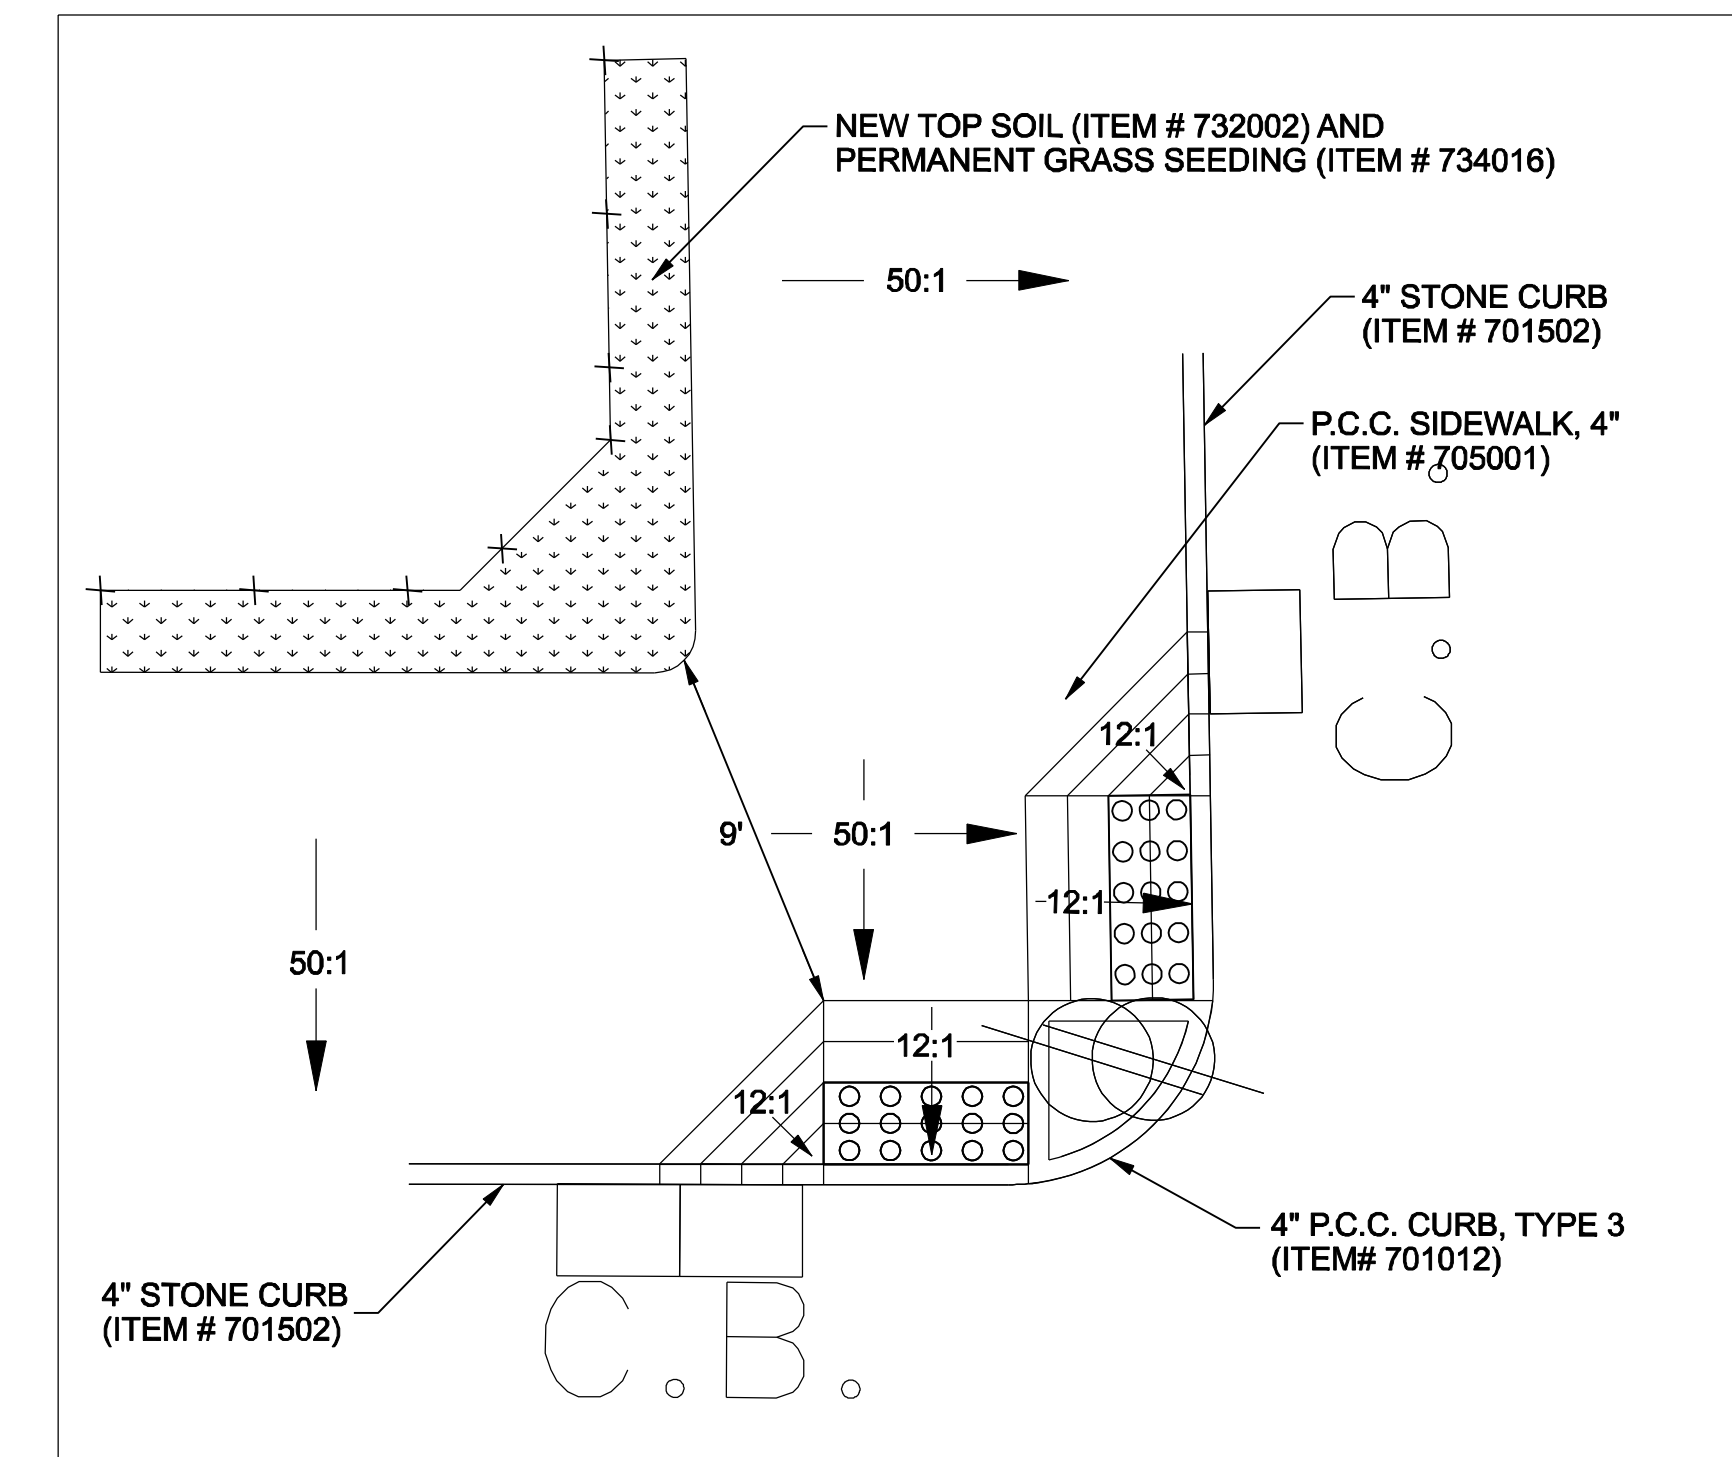 NEW TOP SOIL (ITEM # 732002) AND
PERMANENT GRASS SEEDING (ITEM # 734016)
50:1
4" STONE CURB
(ITEM # 701502)
P.C.C. SIDEWALK, 4"
(ITEM # 705001)
C.B.
12:1
9'
50:1
12:1
50:1
12:1
12:1
4" P.C.C. CURB, TYPE 3
(ITEM# 701012)
4" STONE CURB
(ITEM # 701502)
C.B.